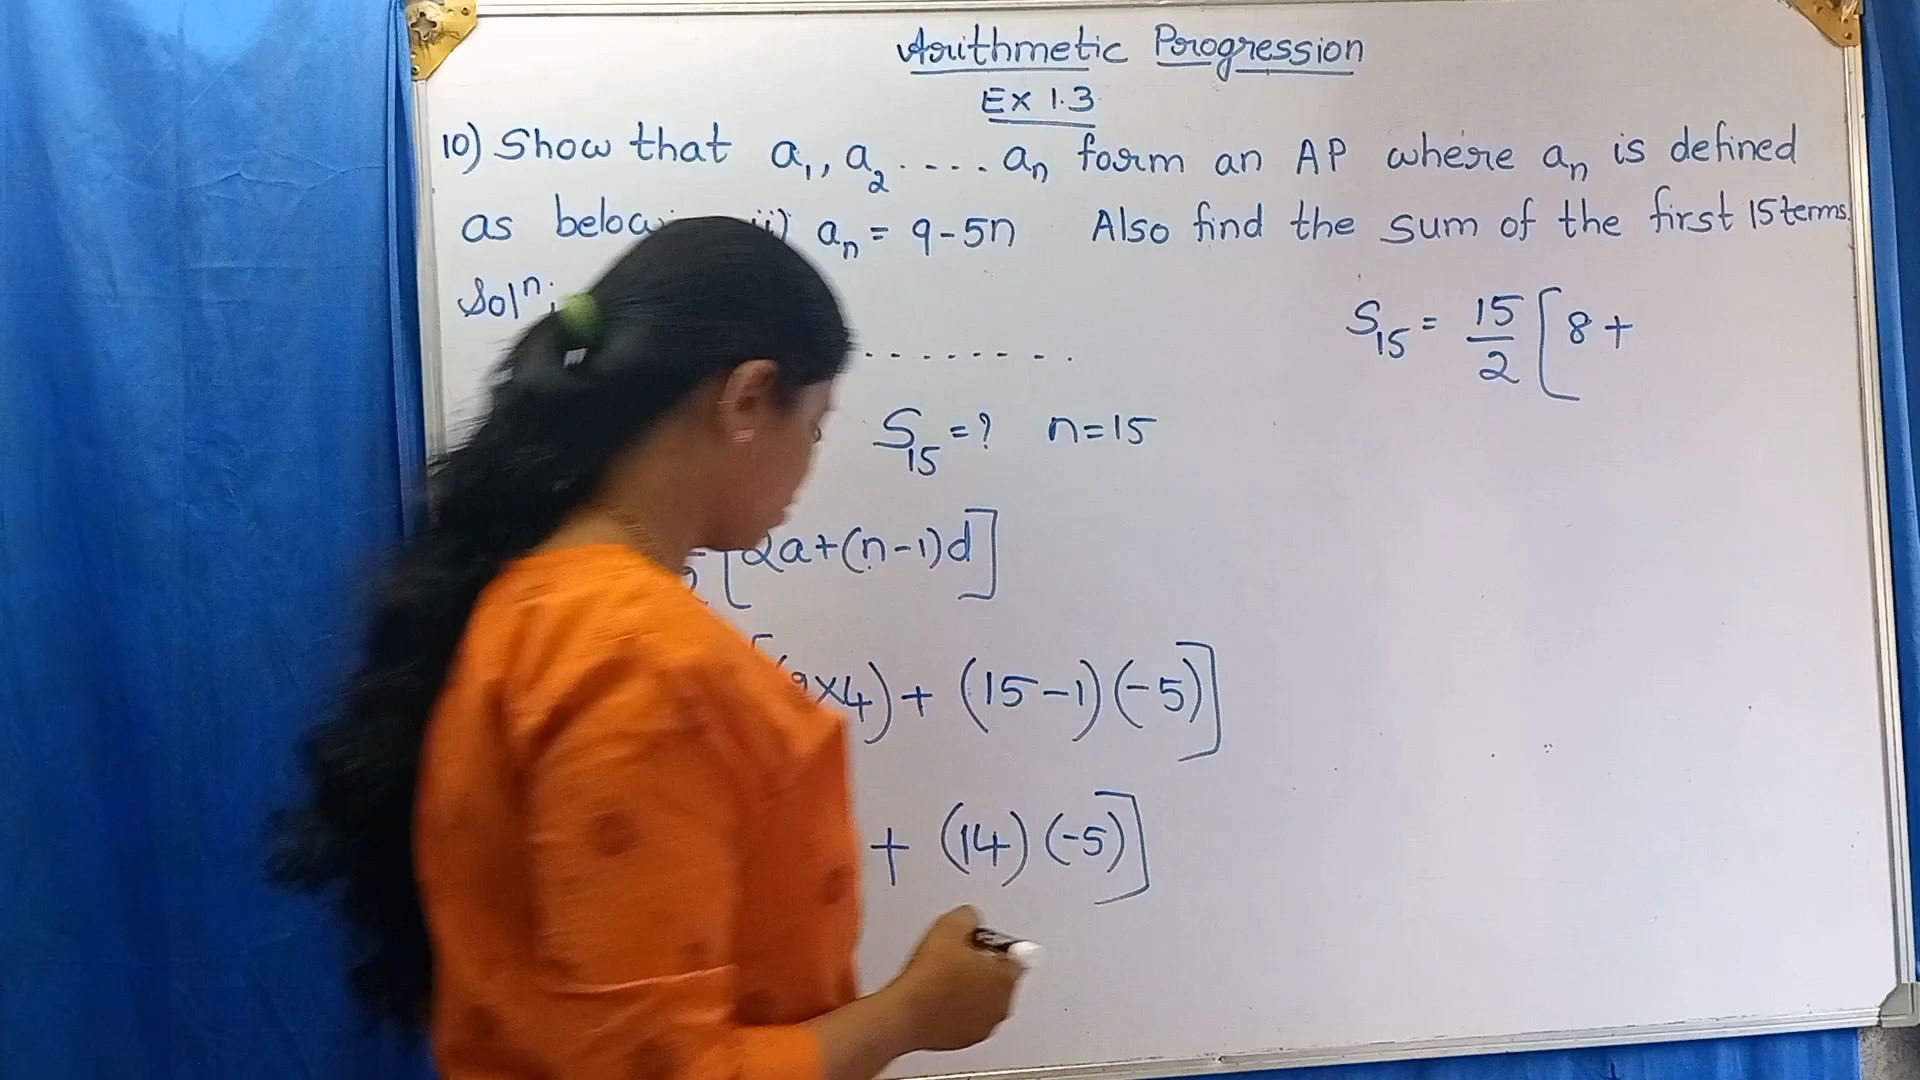 Arithmetic Progression
Ex 1.3
10) Show that a₁, a₂ .... aₙ form an AP where aₙ is defined
as below ii) aₙ = 9-5n Also find the sum of the first 15 terms.
Solⁿ:
........
S₁₅ = ? n=15
[2a+(n-1)d]
(2×4) + (15-1)(-5)]
+ (14)(-5)]
S₁₅ = 15/2 [8 +